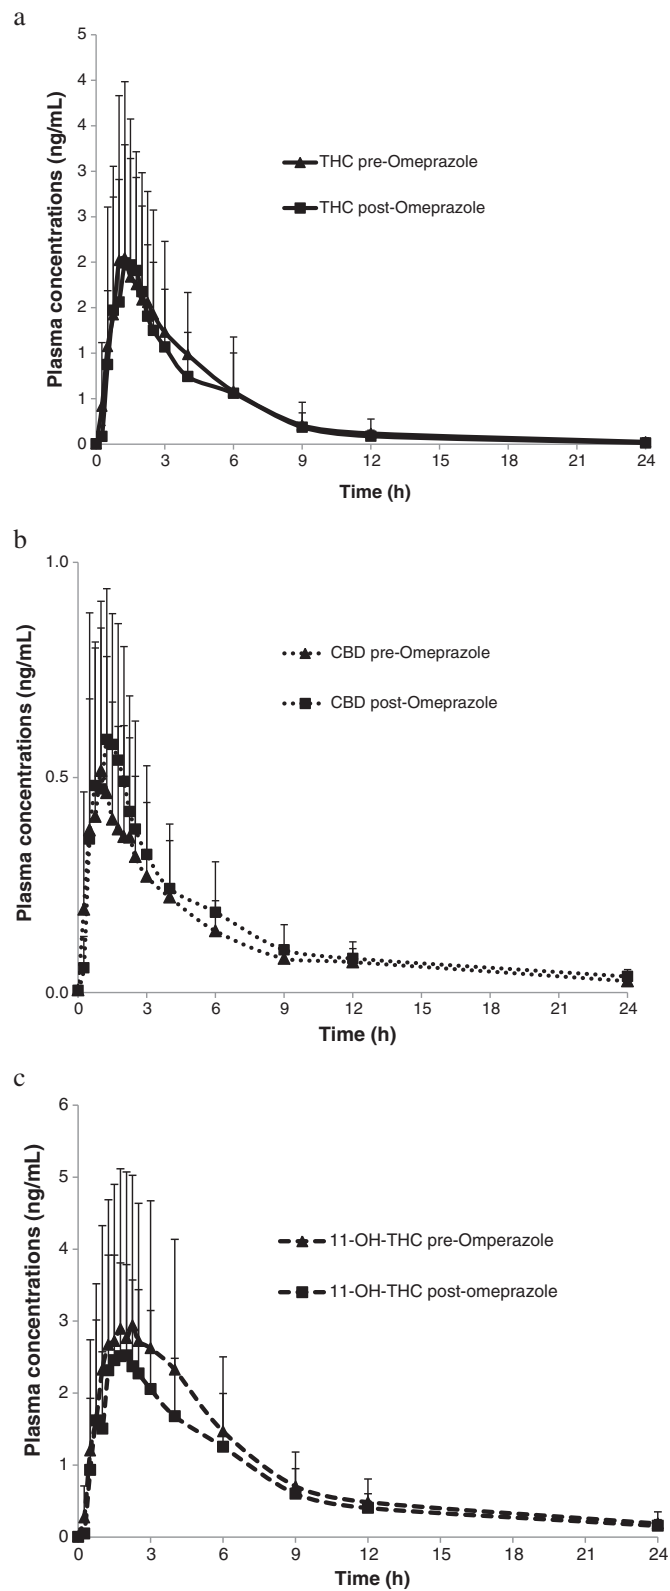 a
Plasma concentrations (ng/mL)
5
4
4
3
3
2
2
1
1
0
THC pre-Omeprazole
THC post-Omeprazole
0 3 6 9 12 15 18 21 24
Time (h)
b
Plasma concentrations (ng/mL)
1.0
0.5
0.0
CBD pre-Omeprazole
CBD post-Omeprazole
0 3 6 9 12 15 18 21 24
Time (h)
c
Plasma concentrations (ng/mL)
6
5
4
3
2
1
0
11-OH-THC pre-Omperazole
11-OH-THC post-omeprazole
0 3 6 9 12 15 18 21 24
Time (h)